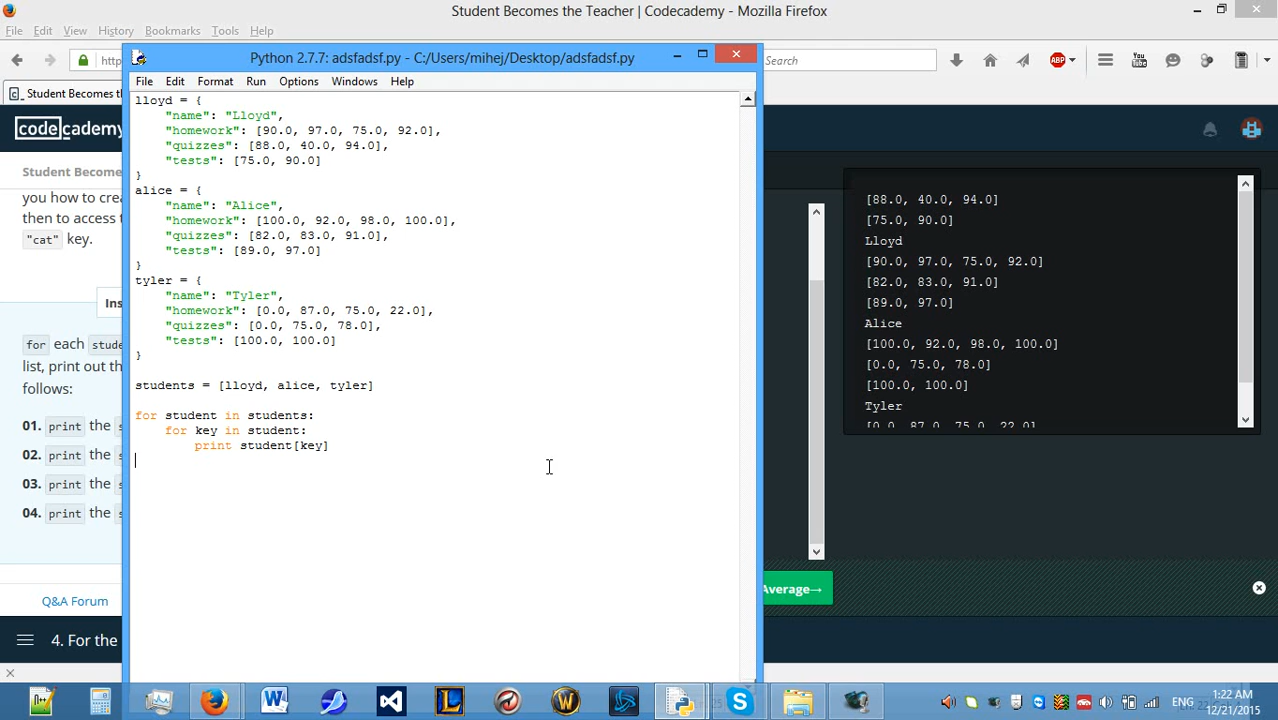 Student Becomes the Teacher | Codecademy - Mozilla Firefox
File Edit View History Bookmarks Tools Help
Python 2.7.7: adsfadsf.py - C:/Users/mihej/Desktop/adsfadsf.py
Search
ABP
You
File Edit Format Run Options Windows Help
Student Becomes th
codecademy
Student Become
you how to crea
then to access t
"cat" key.
Ins
for each stude
list, print out th
follows:
01. print the s
02. print the s
03. print the s
04. print the s
Q&A Forum
4. For the
lloyd = {
"name": "Lloyd",
"homework": [90.0, 97.0, 75.0, 92.0],
"quizzes": [88.0, 40.0, 94.0],
"tests": [75.0, 90.0]
}
alice = {
"name": "Alice",
"homework": [100.0, 92.0, 98.0, 100.0],
"quizzes": [82.0, 83.0, 91.0],
"tests": [89.0, 97.0]
}
tyler = {
"name": "Tyler",
"homework": [0.0, 87.0, 75.0, 22.0],
"quizzes": [0.0, 75.0, 78.0],
"tests": [100.0, 100.0]
}
students = [lloyd, alice, tyler]
for student in students:
for key in student:
print student[key]
[88.0, 40.0, 94.0]
[75.0, 90.0]
Lloyd
[90.0, 97.0, 75.0, 92.0]
[82.0, 83.0, 91.0]
[89.0, 97.0]
Alice
[100.0, 92.0, 98.0, 100.0]
[0.0, 75.0, 78.0]
[100.0, 100.0]
Tyler
[0.0, 87.0, 75.0, 22.0]
Average→
ENG
1:22 AM
12/21/2015